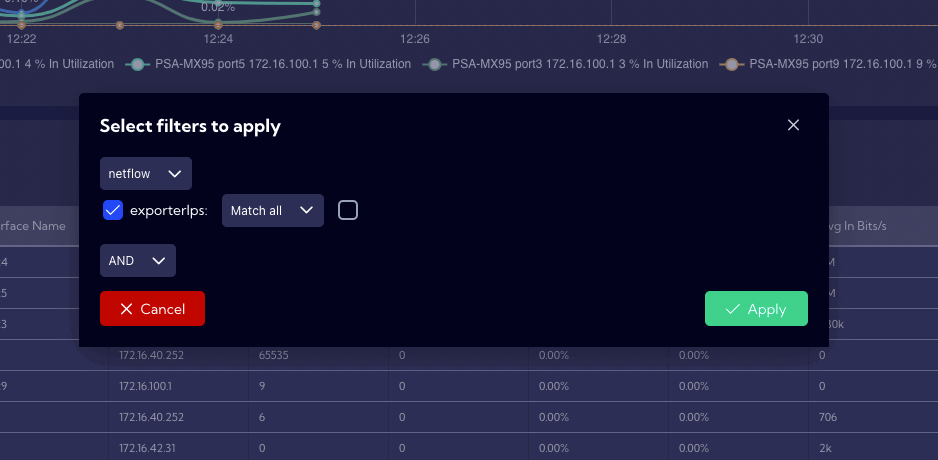 0.02%
12:22 12:24 12:26 12:28 12:30
00.1 4 % In Utilization PSA-MX95 port5 172.16.100.1 5 % In Utilization PSA-MX95 port3 172.16.100.1 3 % In Utilization PSA-MX95 port9 172.16.100.1 9 %
Select filters to apply
netflow
exporterIps: Match all
AND
Cancel Apply
rface Name vg In Bits/s
4 M
5 M
3 30k
172.16.40.252 65535 0 0.00% 0.00% 0
9 172.16.100.1 9 0 0.00% 0.00% 0
172.16.40.252 6 0 0.00% 0.00% 706
172.16.42.31 0 0 0.00% 0.00% 2k